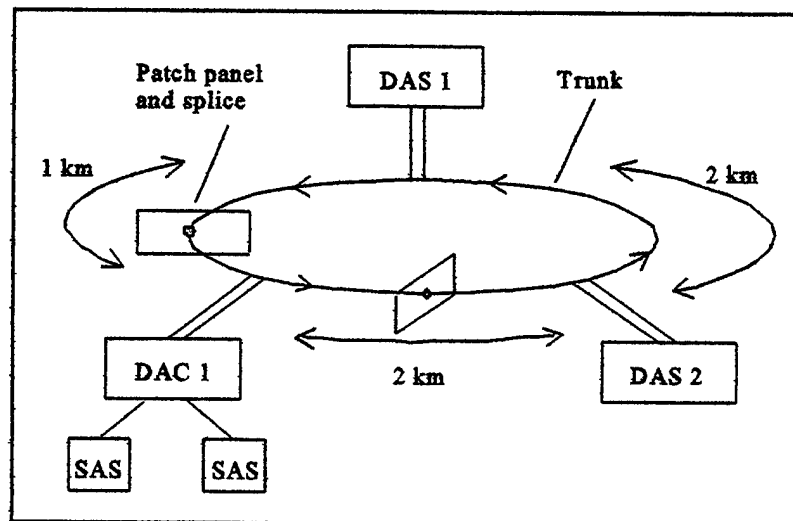 Patch panel
and splice
DAS 1
Trunk
1 km
2 km
DAC 1
2 km
DAS 2
SAS
SAS